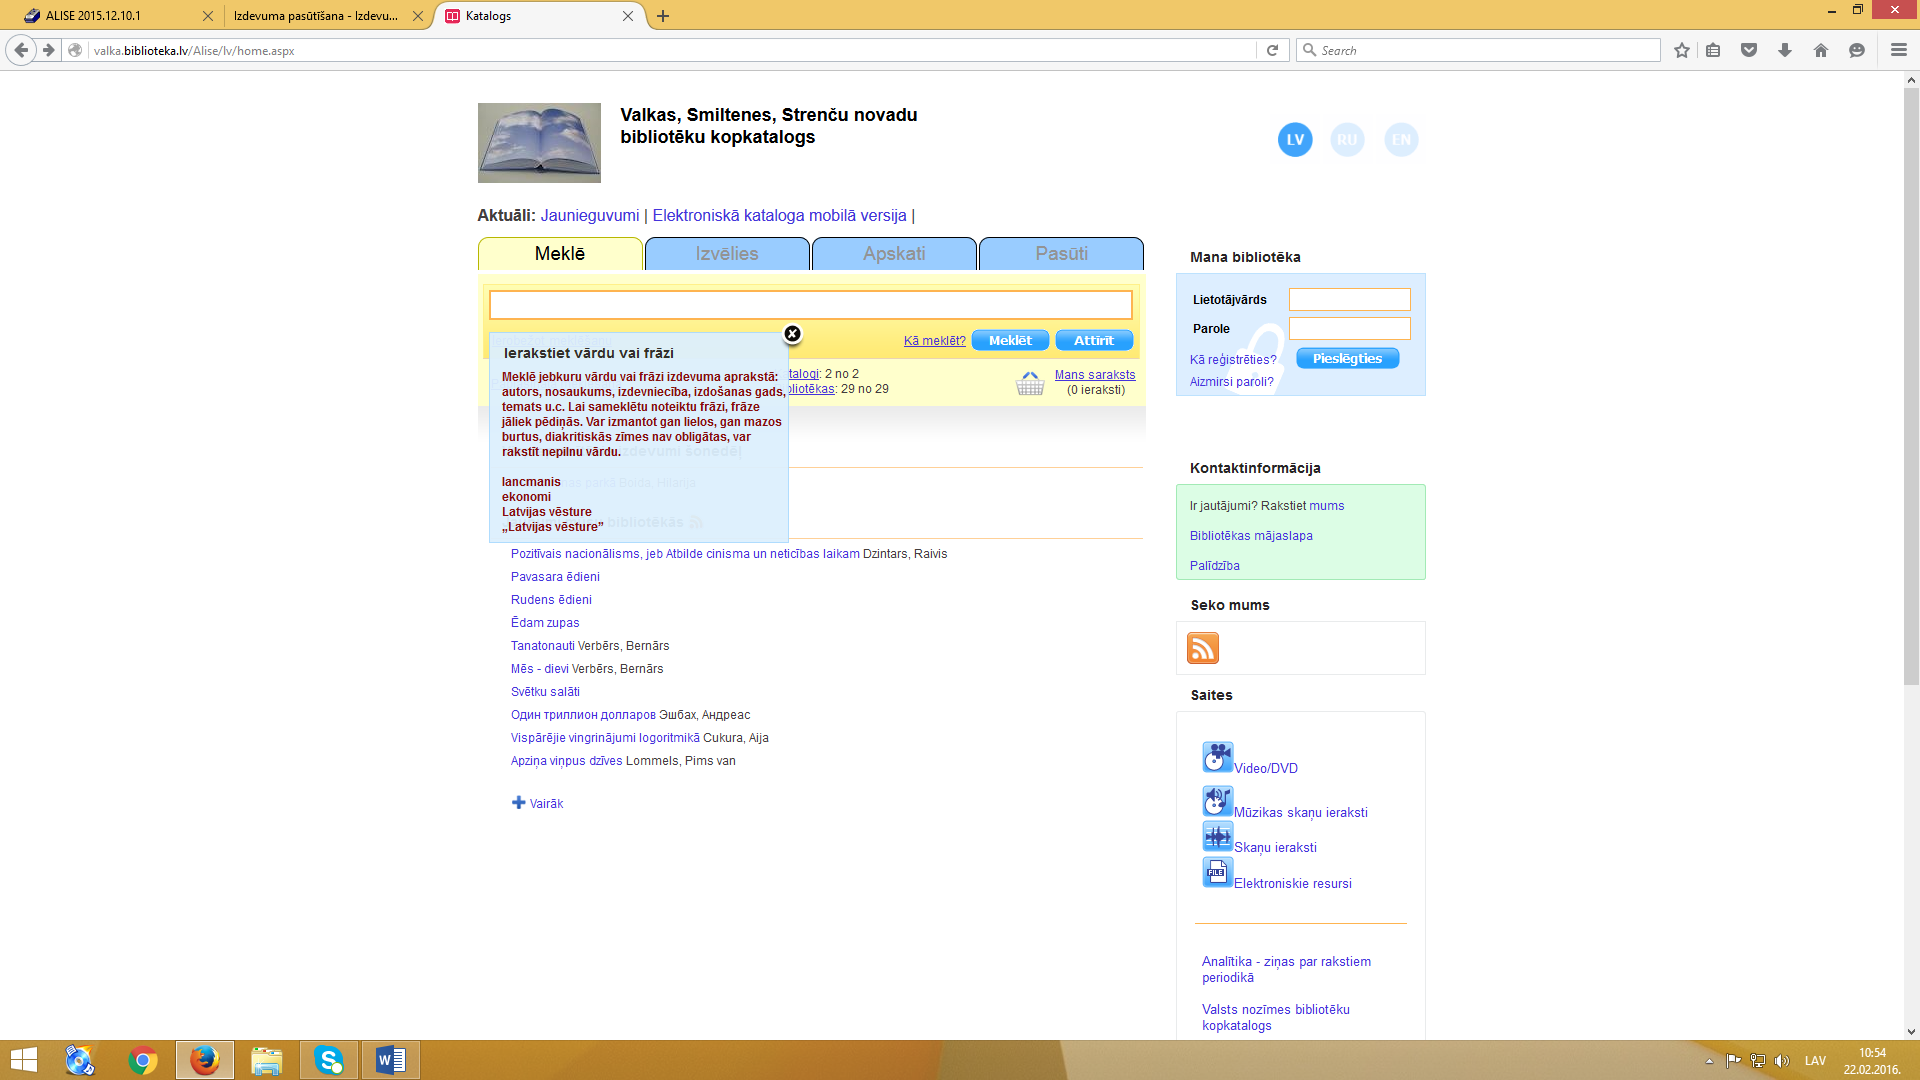 ALISE 2015.12.10.1
Izdevuma pasūtīšana - Izdevu...
Katalogs
valka.biblioteka.lv/Alise/lv/home.aspx
Search
Valkas, Smiltenes, Strenču novadu
bibliotēku kopkatalogs
LV RU EN
Aktuāli: Jaunieguvumi | Elektroniskā kataloga mobilā versija |
Meklē Izvēlies Apskati Pasūti
Kā meklēt? Meklēt Attīrīt
talogi: 2 no 2
bliotēkas: 29 no 29
Mans saraksts
(0 ieraksti)
Ierakstiet vārdu vai frāzi
Meklē jebkuru vārdu vai frāzi izdevuma aprakstā:
autors, nosaukums, izdevniecība, izdošanas gads,
temats u.c. Lai sameklētu noteiktu frāzi, frāze
jāliek pēdiņās. Var izmantot gan lielos, gan mazos
burtus, diakritiskās zīmes nav obligātas, var
rakstīt nepilnu vārdu.
lancmanis
ekonomi
Latvijas vēsture
„Latvijas vēsture”
izdevumi šonedēļ
parkā Boida, Hilarija
bibliotēkās
Pozitīvais nacionālisms, jeb Atbilde cinisma un neticības laikam Dzintars, Raivis
Pavasara ēdieni
Rudens ēdieni
Ēdam zupas
Tanatonauti Verbērs, Bernārs
Mēs - dievi Verbērs, Bernārs
Svētku salāti
Один триллион долларов Эшбах, Андреас
Vispārējie vingrinājumi logoritmikā Cukura, Aija
Apziņa viņpus dzīves Lommels, Pims van
Vairāk
Mana bibliotēka
Lietotājvārds
Parole
Kā reģistrēties? Pieslēgties
Aizmirsi paroli?
Kontaktinformācija
Ir jautājumi? Rakstiet mums
Bibliotēkas mājaslapa
Palīdzība
Seko mums
Saites
Video/DVD
Mūzikas skaņu ieraksti
Skaņu ieraksti
FILE
Elektroniskie resursi
Analītika - ziņas par rakstiem
periodikā
Valsts nozīmes bibliotēku
kopkatalogs
LAV
10:54
22.02.2016.